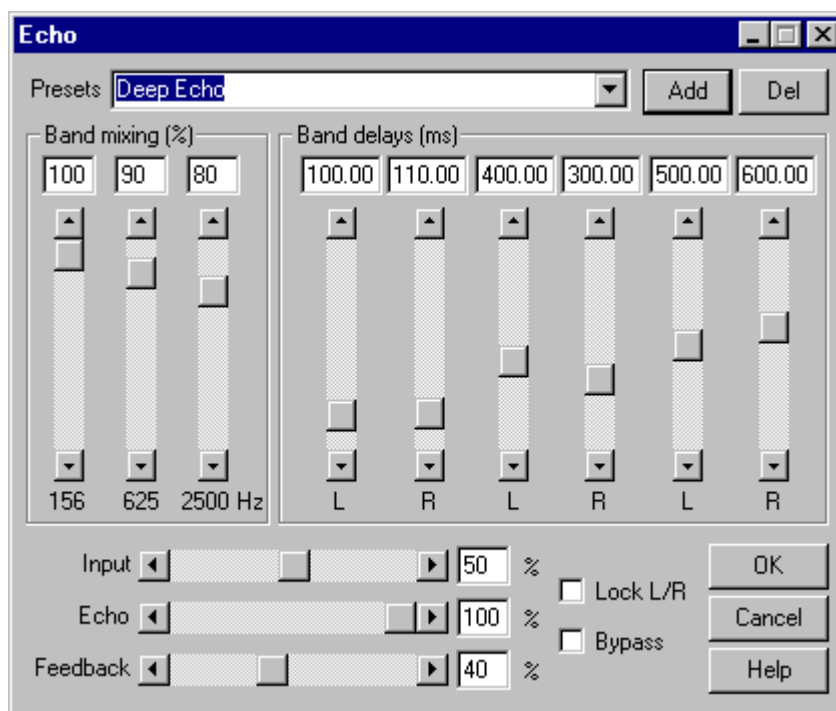 Echo
Presets Deep Echo Add Del
Band mixing (%) Band delays (ms)
100 90 80 100.00 110.00 400.00 300.00 500.00 600.00
156 625 2500 Hz L R L R L R
Input 50 % OK
Lock L/R
Echo 100 % Cancel
Bypass
Feedback 40 % Help